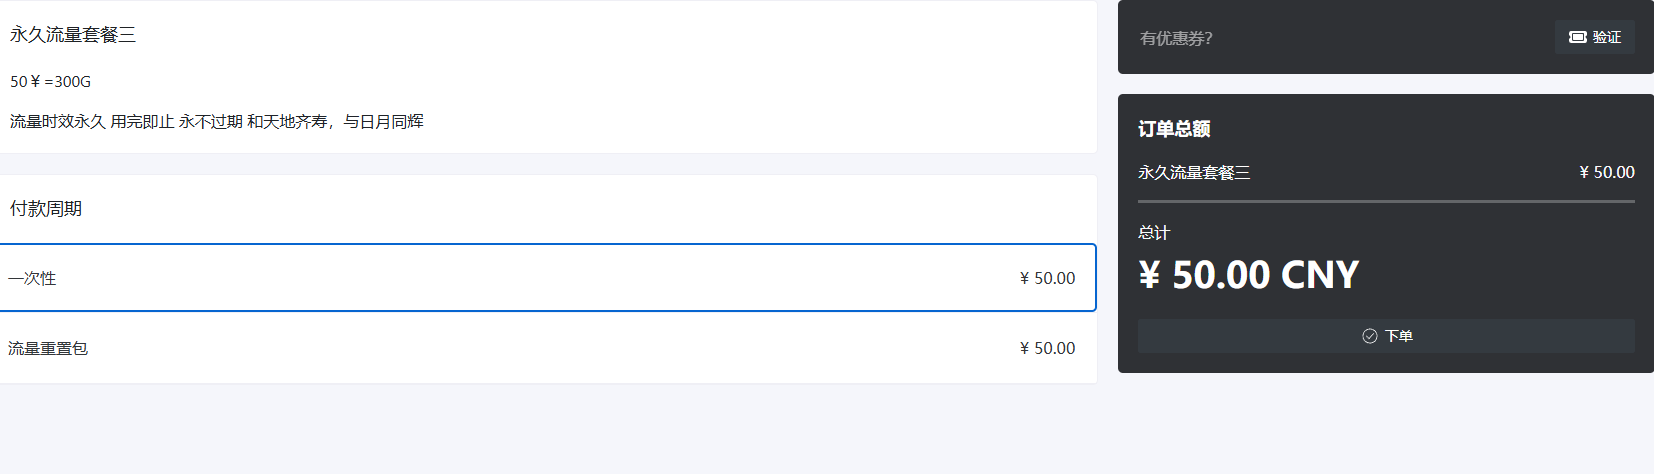 永久流量套餐三
50￥=300G
流量时效永久 用完即止 永不过期 和天地齐寿，与日月同辉
付款周期
一次性 ¥ 50.00
流量重置包 ¥ 50.00
有优惠券?
验证
订单总额
永久流量套餐三 ¥ 50.00
总计
¥ 50.00 CNY
下单